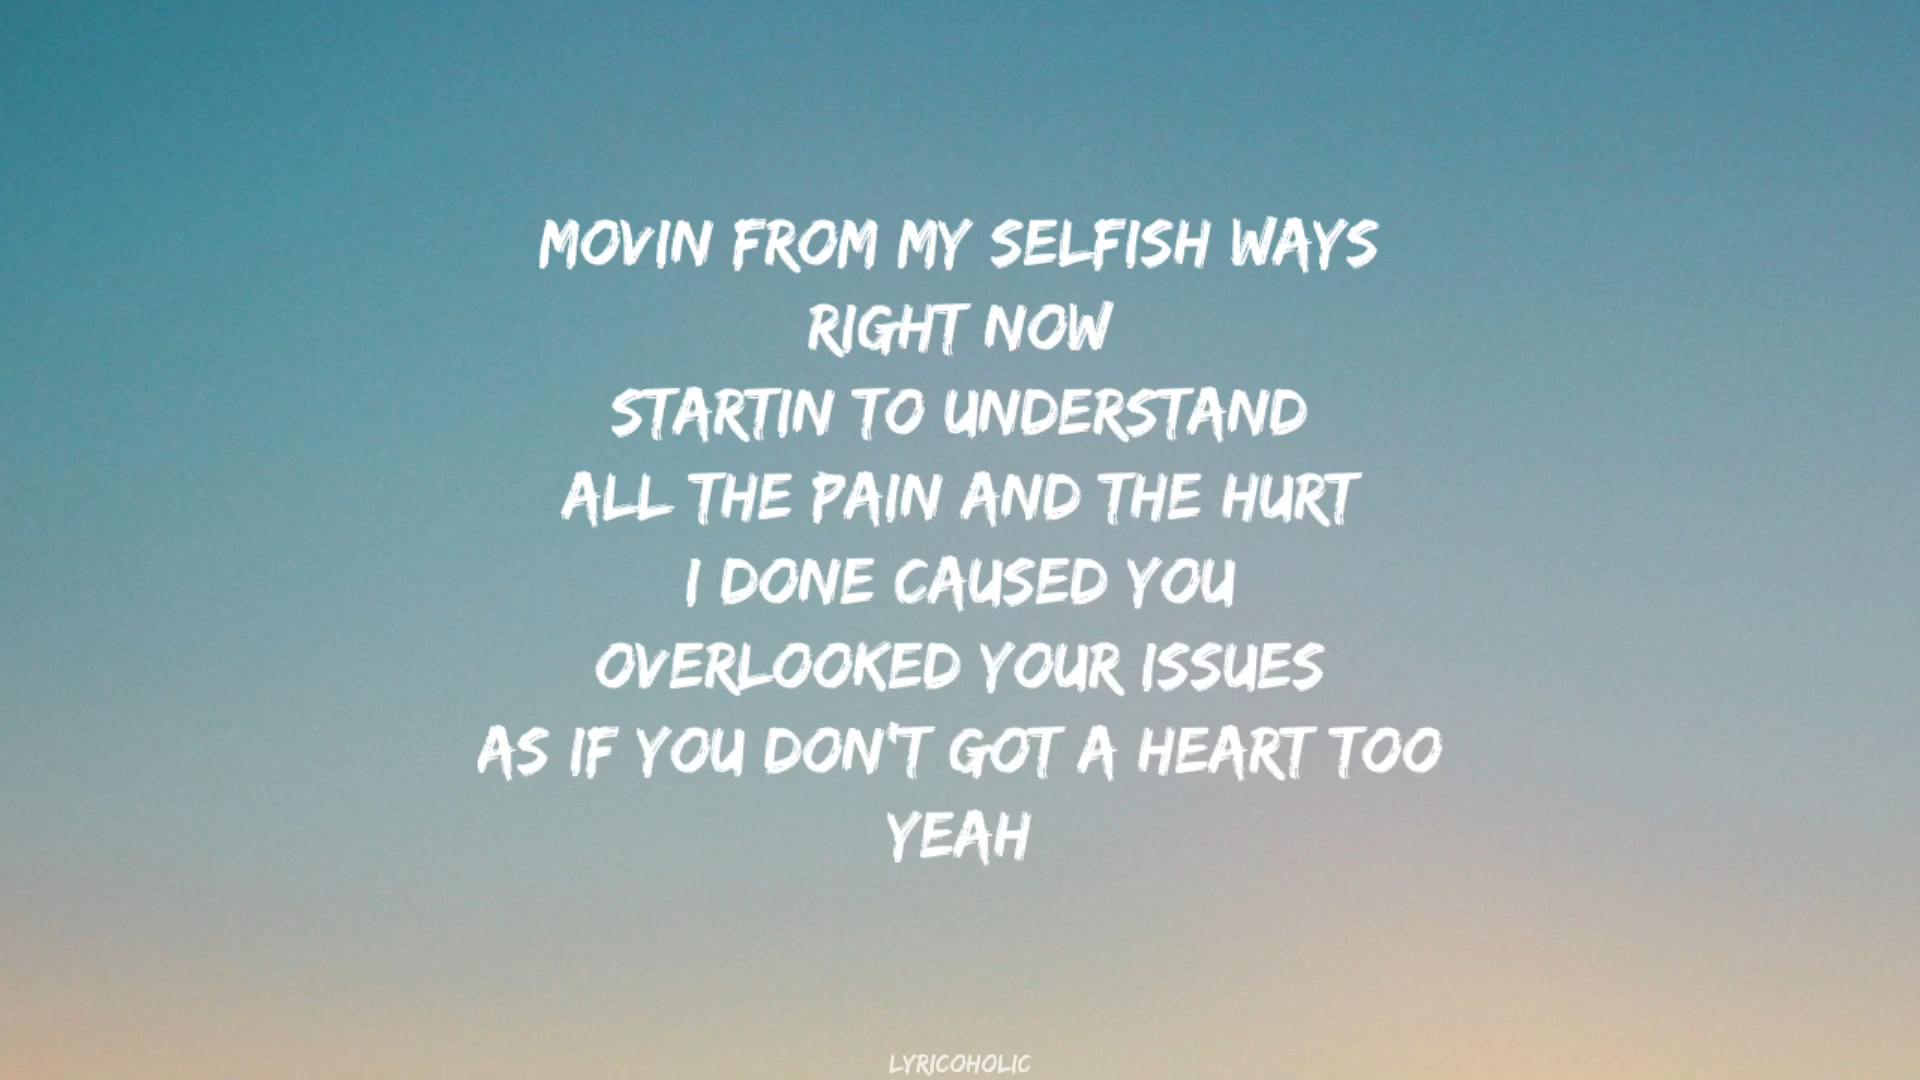 MOVIN FROM MY SELFISH WAYS
RIGHT NOW
STARTIN TO UNDERSTAND
ALL THE PAIN AND THE HURT
I DONE CAUSED YOU
OVERLOOKED YOUR ISSUES
AS IF YOU DON'T GOT A HEART TOO
YEAH
LYRICOHOLIC